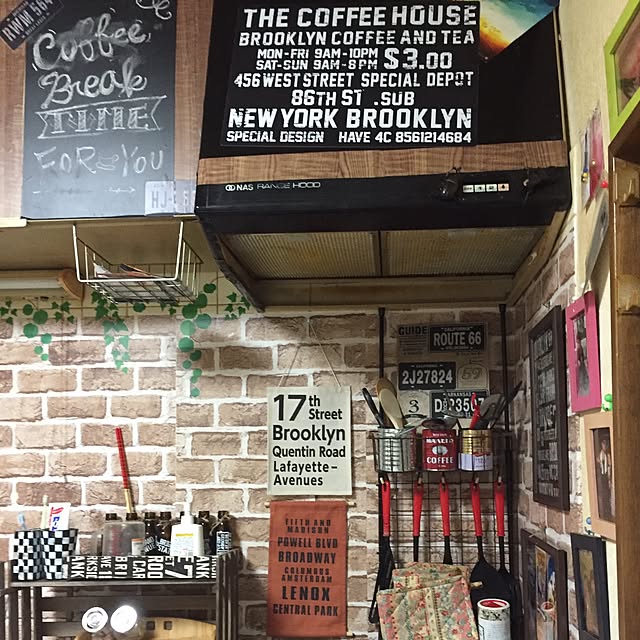 Coffee
Break
TIME
FOR YOU
HJ-
THE COFFEE HOUSE
BROOKLYN COFFEE AND TEA
MON-FRI 9AM-10PM
SAT-SUN 9AM-8PM $3.00
456 WEST STREET SPECIAL DEPOT
86TH ST .SUB
NEW YORK BROOKLYN
SPECIAL DESIGN HAVE 4C 8561214684
NAS RANGE HOOD
GUIDE
CALIFORNIA
ROUTE 66
2J27824
59
3
ARKANSAS
17th
Street
Brooklyn
Quentin Road
Lafayette-
Avenues
FIFTH AND
MADISON
POWELL BLVD
BROADWAY
COLUMBUS
AMSTERDAM
LENOX
CENTRAL PARK
COFFEE